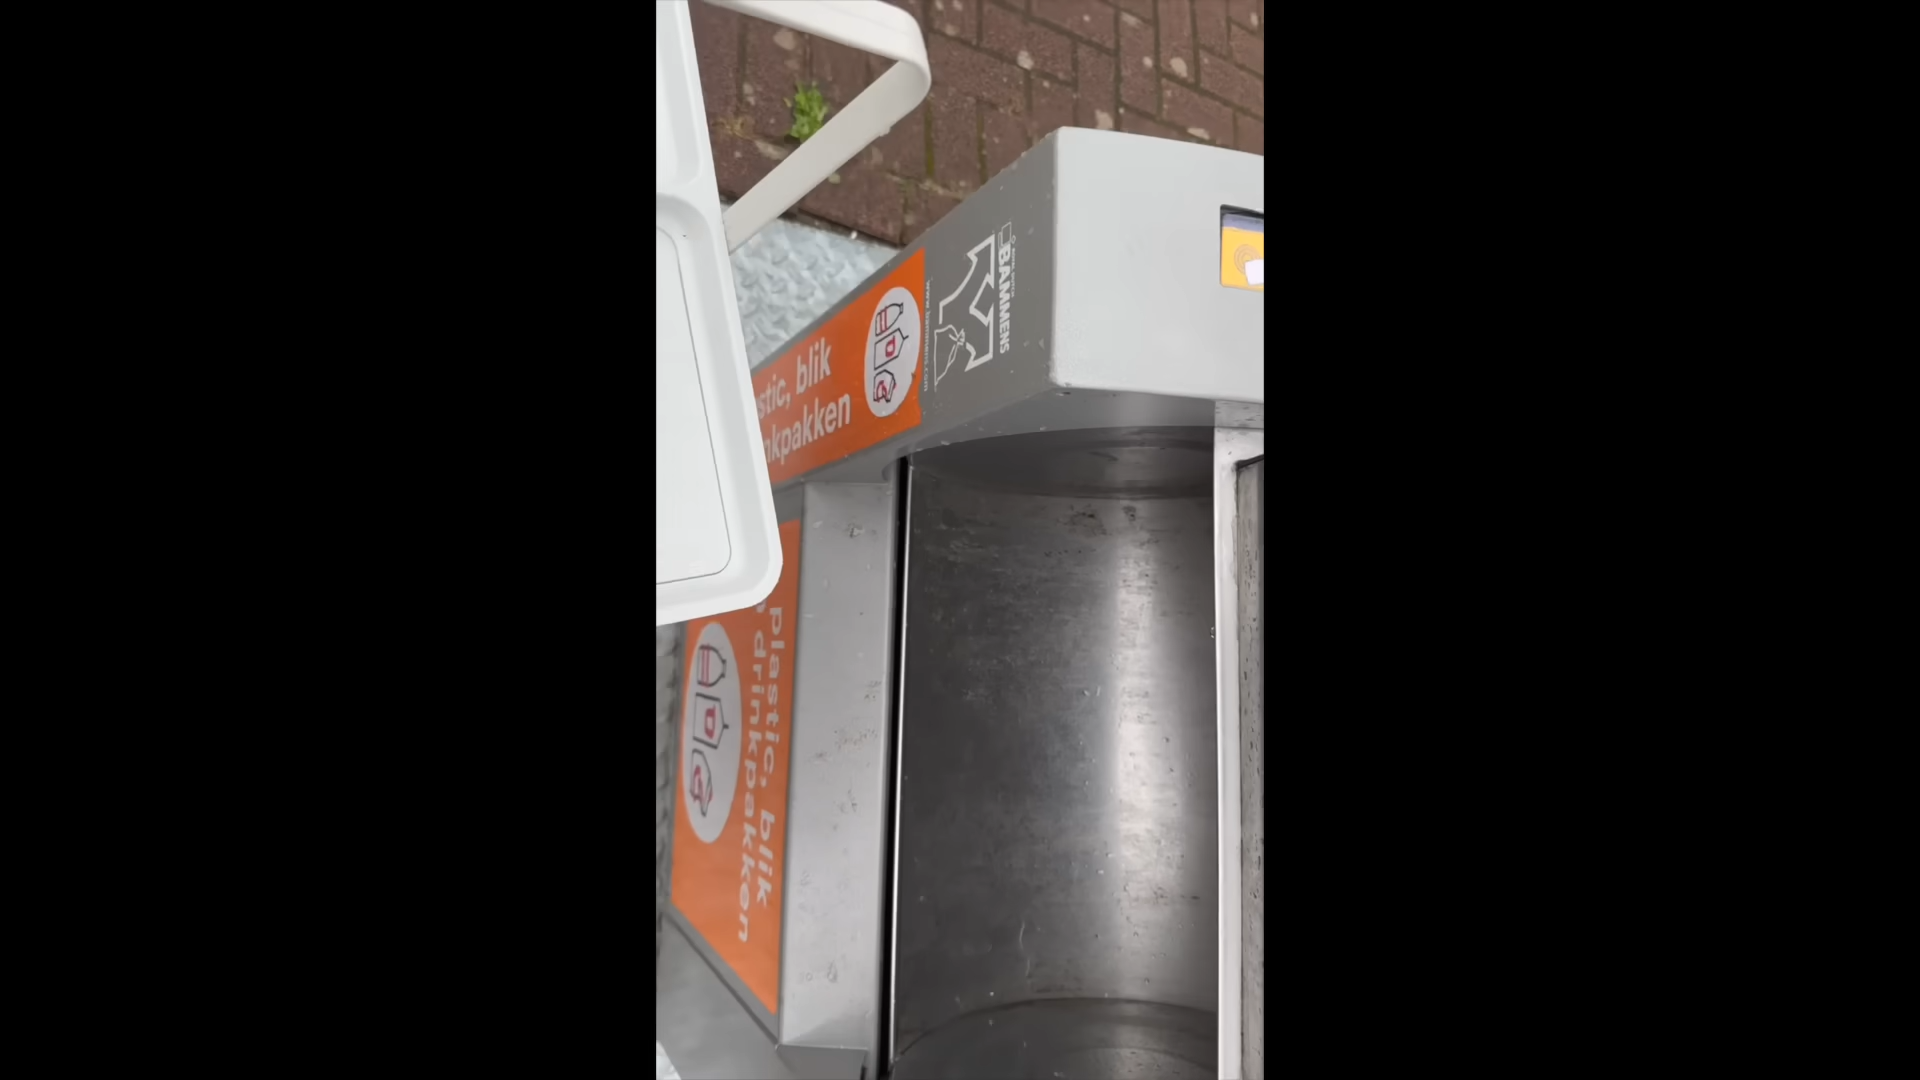 BAMMENS
www.bammens.com
stic, blik
nkpakken
plastic, blik
drinkpakken